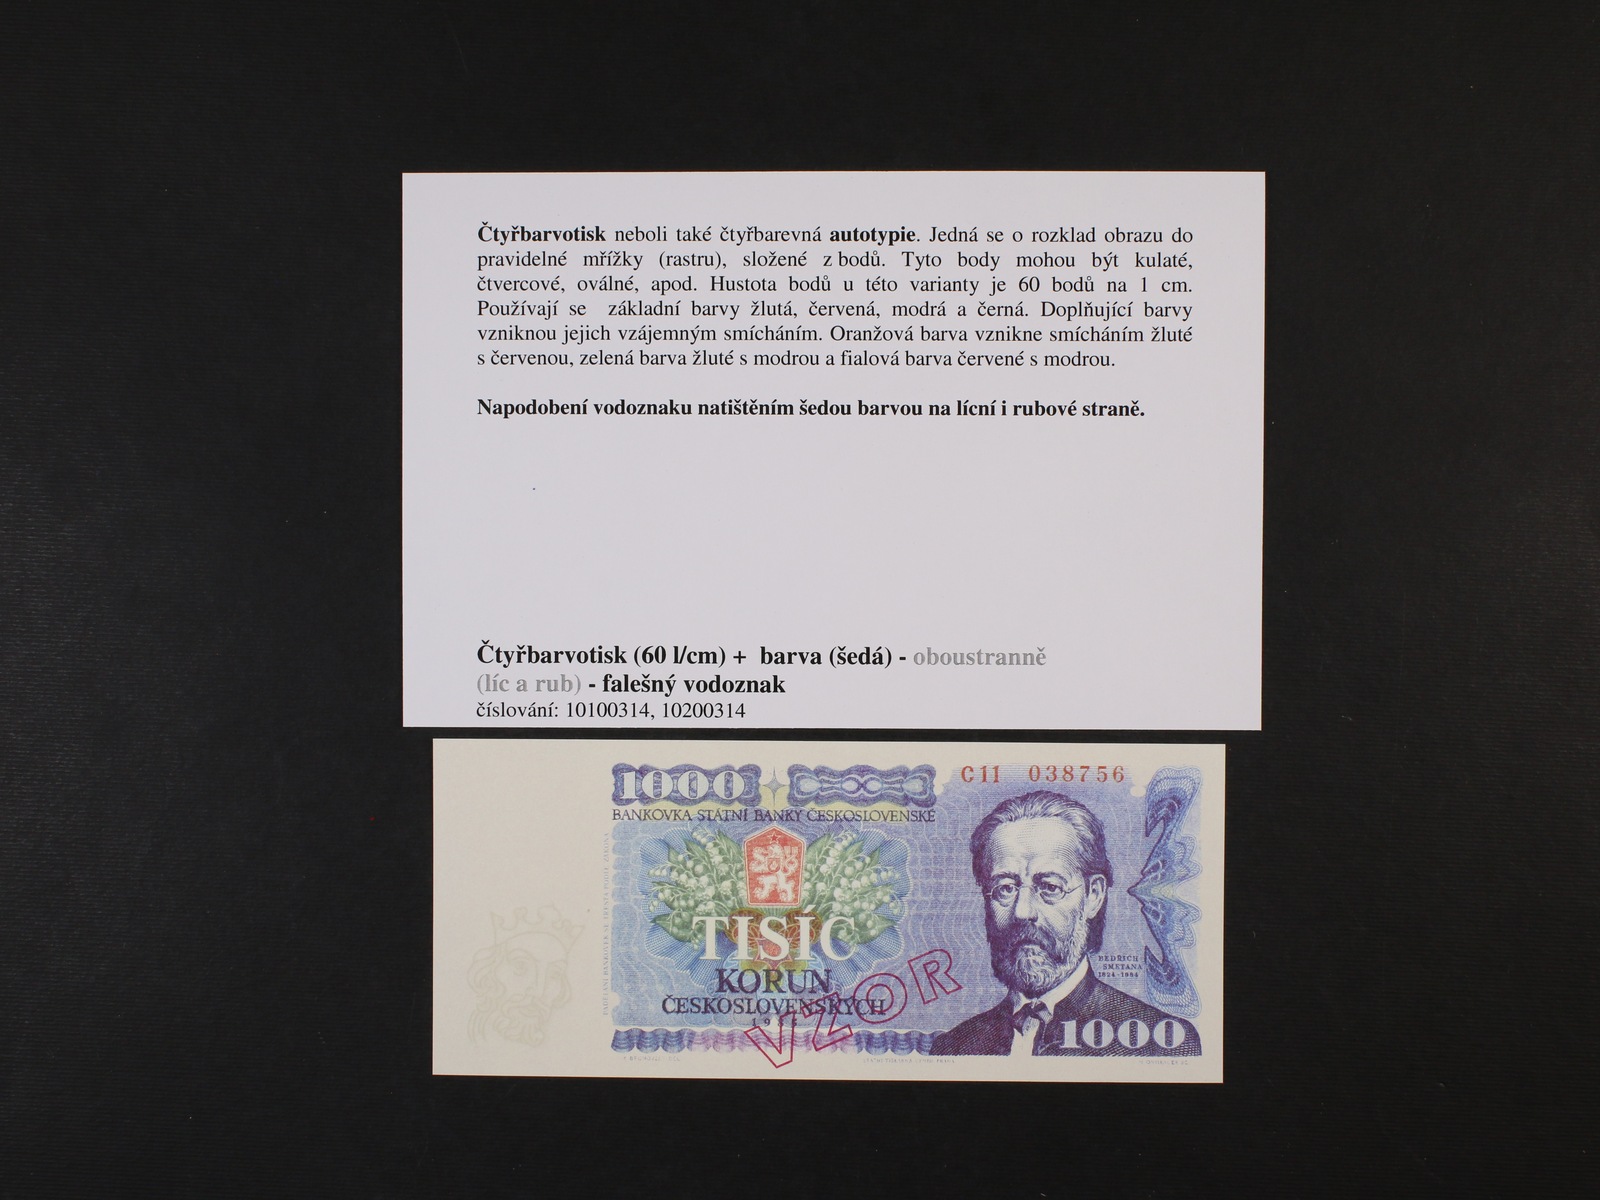 Čtyřbarvotisk neboli také čtyřbarevná autotypie. Jedná se o rozklad obrazu do
pravidelné mřížky (rastru), složené z bodů. Tyto body mohou být kulaté,
čtvercové, oválné, apod. Hustota bodů u této varianty je 60 bodů na 1 cm.
Používají se základní barvy žlutá, červená, modrá a černá. Doplňující barvy
vzniknou jejich vzájemným smícháním. Oranžová barva vznikne smícháním žluté
s červenou, zelená barva žluté s modrou a fialová barva červené s modrou.
Napodobení vodoznaku natištěním šedou barvou na lícní i rubové straně.
Čtyřbarvotisk (60 l/cm) + barva (šedá) - oboustranně
(líc a rub) - falešný vodoznak
číslování: 10100314, 10200314
1000
C11 038756
BANKOVKA STÁTNÍ BANKY ČESKOSLOVENSKÉ
TISÍC
KORUN
ČESKOSLOVENSKÝCH
VZOR
BEDŘICH
SMETANA
1824-1884
1000